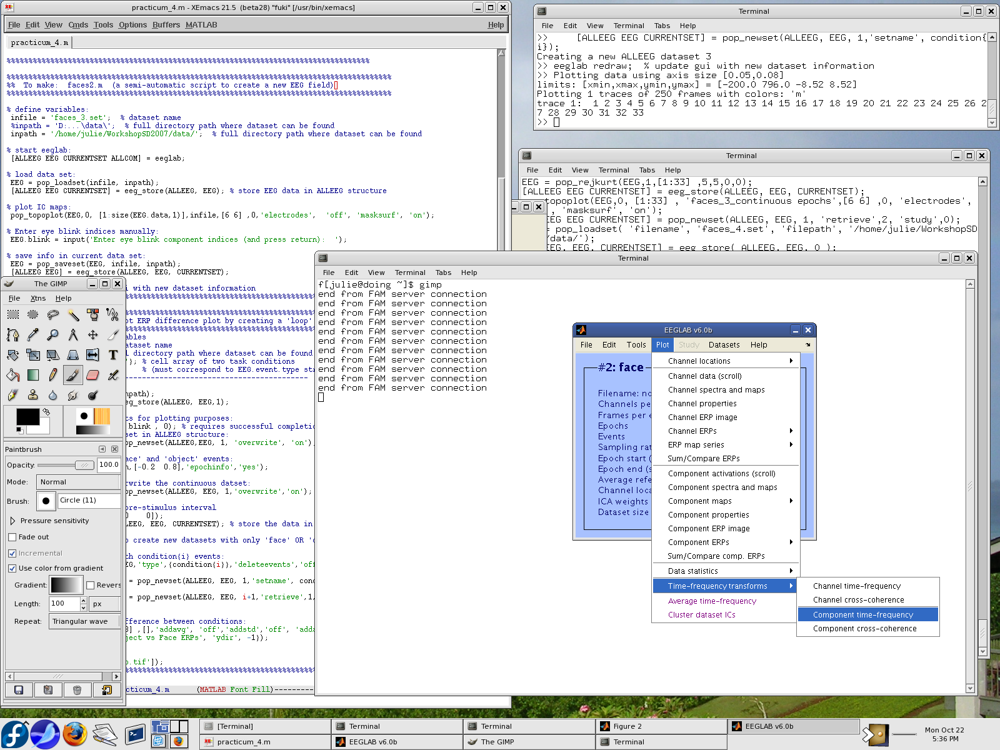 practicum_4.m - XEmacs 21.5 (beta28) "fuki" [/usr/bin/xemacs]
File Edit View Cmds Tools Options Buffers MATLAB Help
practicum_4.m
%% To make: faces2.m (a semi-automatic script to create a new EEG field)
% define variables:
infile = 'faces_3.set'; % dataset name
%inpath = 'D:...\data\'; % full directory path where dataset can be found
inpath = '/home/julie/WorkshopSD2007/data/'; % full directory path where dataset can be found
% start eeglab:
[ALLEEG EEG CURRENTSET ALLCOM] = eeglab;
% load data set:
EEG = pop_loadset(infile, inpath);
[ALLEEG EEG CURRENTSET] = eeg_store(ALLEEG, EEG); % store EEG data in ALLEEG structure
% plot IC maps:
pop_topoplot(EEG,0, [1:size(EEG.data,1)],infile,[6 6] ,0,'electrodes', 'off', 'masksurf', 'on');
% Enter eye blink indices manually:
EEG.blink = input('Enter eye blink component indices (and press return): ');
% save info in current data set:
EEG = pop_saveset(EEG, infile, inpath);
[ALLEEG EEG] = eeg_store(ALLEEG, EEG, CURRENTSET);
i with new dataset information
ot ERP difference plot by creating a 'loop'
ables
ataset name
ll directory path where dataset can be found
'}; % cell array of two task conditions
% (must correspond to EEG.event.type str
npath);
eg_store(ALLEEG, EEG,1);
ts for plotting purposes:
blink , 0); % requires successful completio
set in ALLEEG structure:
pop_newset(ALLEEG,EEG, 1, 'overwrite', 'on')
ace' and 'object' events:
n,[-0.2 0.8],'epochinfo','yes');
rwrite the continuous datset:
pop_newset(ALLEEG, EEG, 1,'overwrite','on');
ore-stimulus interval
0 0]);
LEEG, EEG, CURRENTSET); % store the data in
o create new datasets with only 'face' OR 'o
ch condition{i} events:
EG,'type',{condition{i}},'deleteevents','off
= pop_newset(ALLEEG, EEG, 1,'setname', cond
= pop_newset(ALLEEG, EEG, i+1,'retrieve',1,
fference between conditions:
3] ,[],'addavg', 'off','addstd','off', 'adda
ject vs Face ERPs', 'ydir', -1});
o.tif']);
cticum_4.m (MATLAB Font Fill)---------
The GIMP
File Xtns Help
Paintbrush
Opacity: 100.0
Mode: Normal
Brush: Circle (11)
Pressure sensitivity
Fade out
Incremental
Use color from gradient
Gradient: Revers
Length: 100 px
Repeat: Triangular wave
Terminal
File Edit View Terminal Tabs Help
>> [ALLEEG EEG CURRENTSET] = pop_newset(ALLEEG, EEG, 1,'setname', condition{
i});
Creating a new ALLEEG dataset 3
>> eeglab redraw; % update gui with new dataset information
>> Plotting data using axis size [0.05,0.08]
limits: [xmin,xmax,ymin,ymax] = [-200.0 796.0 -8.52 8.52]
Plotting 1 traces of 250 frames with colors: 'm'
trace 1: 1 2 3 4 5 6 7 8 9 10 11 12 13 14 15 16 17 18 19 20 21 22 23 24 25 26 2
7 28 29 30 31 32 33
>>
Terminal
File Edit View Terminal Tabs Help
EEG = pop_rejkurt(EEG,1,[1:33] ,5,5,0,0);
[ALLEEG EEG CURRENTSET] = eeg_store(ALLEEG, EEG, CURRENTSET);
topoplot(EEG,0, [1:33] , 'faces_3_continuous epochs',[6 6] ,0, 'electrodes',
, 'masksurf', 'on');
EEG EEG CURRENTSET] = pop_newset(ALLEEG, EEG, 1, 'retrieve',2, 'study',0);
= pop_loadset( 'filename', 'faces_4.set', 'filepath', '/home/julie/WorkshopSD
/data/');
EEG, EEG, CURRENTSET] = eeg_store( ALLEEG, EEG, 0 );
Terminal
File Edit View Terminal Tabs Help
f[julie@doing ~]$ gimp
end from FAM server connection
end from FAM server connection
end from FAM server connection
end from FAM server connection
end from FAM server connection
end from FAM server connection
end from FAM server connection
end from FAM server connection
end from FAM server connection
end from FAM server connection
end from FAM server connection
EEGLAB v6.0b
File Edit Tools Plot Study Datasets Help
#2: face
Filename: no
Channels pe
Frames per e
Epochs
Events
Sampling rat
Epoch start (
Epoch end (s
Average refe
Channel loca
ICA weights
Dataset size
Channel locations
Channel data (scroll)
Channel spectra and maps
Channel properties
Channel ERP image
Channel ERPs
ERP map series
Sum/Compare ERPs
Component activations (scroll)
Component spectra and maps
Component maps
Component properties
Component ERP image
Component ERPs
Sum/Compare comp. ERPs
Data statistics
Time-frequency transforms
Average time-frequency
Cluster dataset ICs
Channel time-frequency
Channel cross-coherence
Component time-frequency
Component cross-coherence
[Terminal] Terminal Terminal Figure 2 EEGLAB v6.0b
practicum_4.m EEGLAB v6.0b The GIMP Terminal
Mon Oct 22
5:36 PM